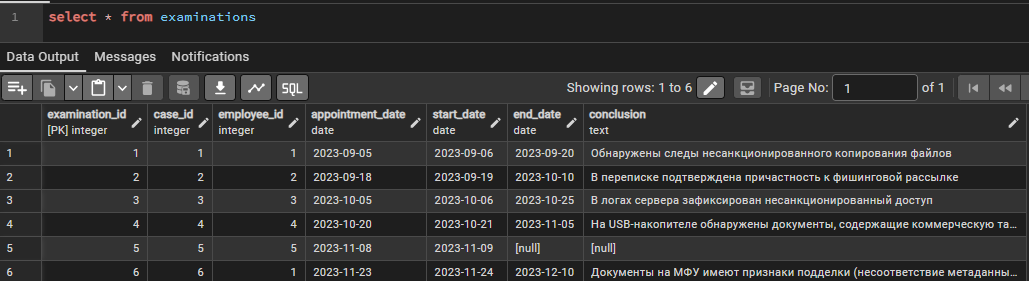 1 select * from examinations
Data Output Messages Notifications
SQL Showing rows: 1 to 6 Page No: 1 of 1
examination_id case_id employee_id appointment_date start_date end_date conclusion
[PK] integer integer integer date date date text
1 1 1 1 2023-09-05 2023-09-06 2023-09-20 Обнаружены следы несанкционированного копирования файлов
2 2 2 2 2023-09-18 2023-09-19 2023-10-10 В переписке подтверждена причастность к фишинговой рассылке
3 3 3 3 2023-10-05 2023-10-06 2023-10-25 В логах сервера зафиксирован несанкционированный доступ
4 4 4 4 2023-10-20 2023-10-21 2023-11-05 На USB-накопителе обнаружены документы, содержащие коммерческую та...
5 5 5 5 2023-11-08 2023-11-09 [null] [null]
6 6 6 1 2023-11-23 2023-11-24 2023-12-10 Документы на МФУ имеют признаки подделки (несоответствие метаданны...